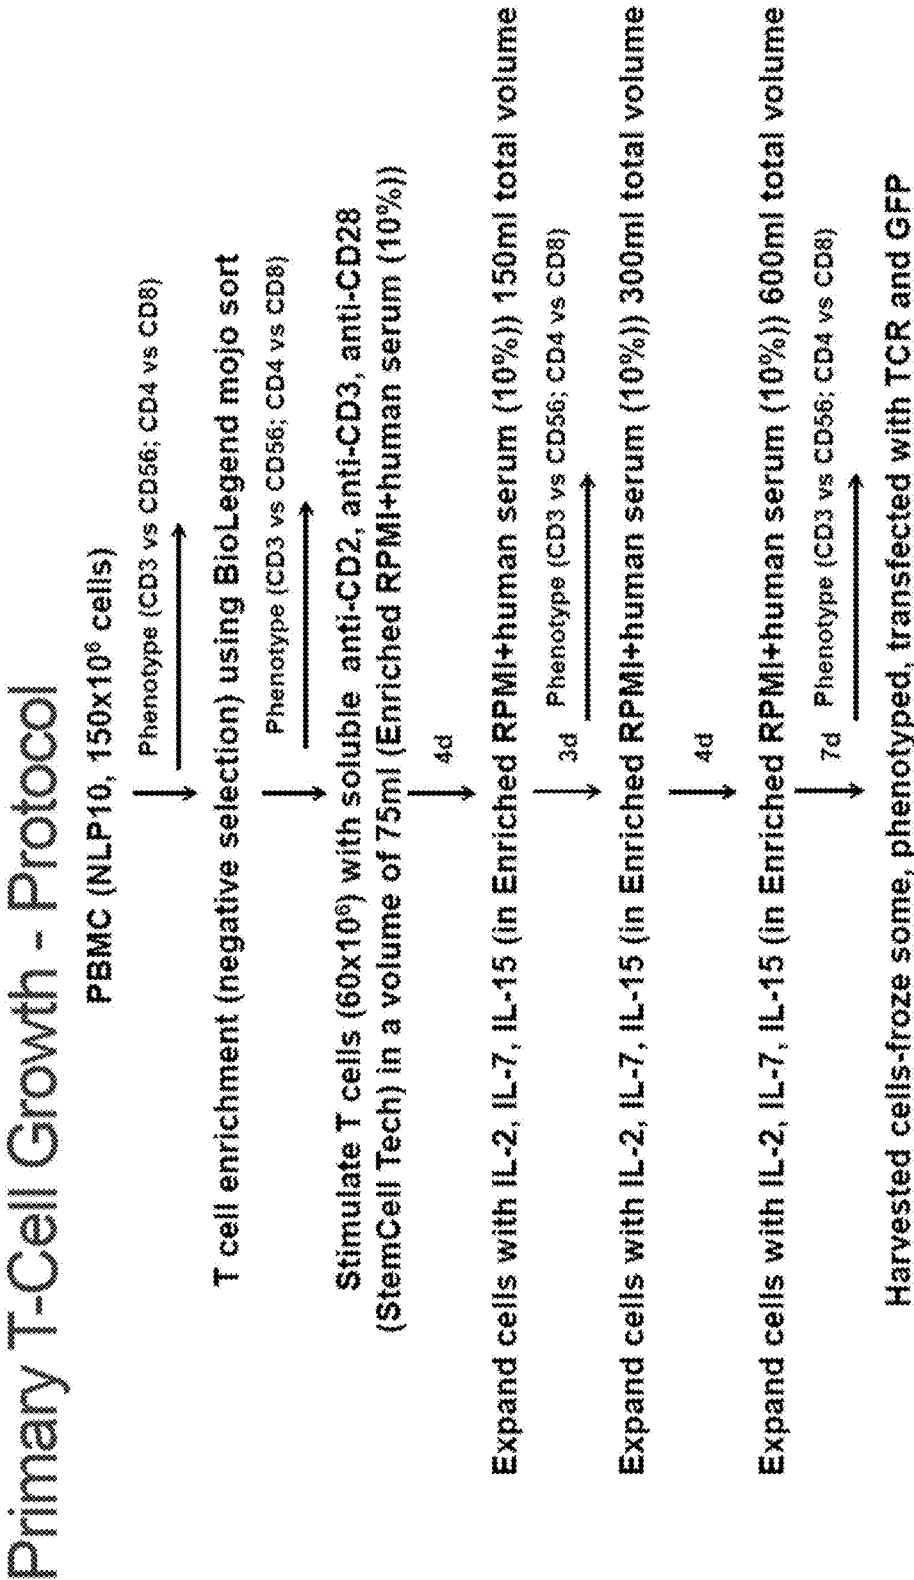 Primary T-Cell Growth - Protocol
PBMC (NLP10, 150x10⁶ cells)
Phenotype (CD3 vs CD56; CD4 vs CD8)
T cell enrichment (negative selection) using BioLegend mojo sort
Phenotype (CD3 vs CD56; CD4 vs CD8)
Stimulate T cells (60x10⁶) with soluble anti-CD2, anti-CD3, anti-CD28
(StemCell Tech) in a volume of 75ml (Enriched RPMI+human serum (10%))
4d
Expand cells with IL-2, IL-7, IL-15 (in Enriched RPMI+human serum (10%)) 150ml total volume
3d
Phenotype (CD3 vs CD56; CD4 vs CD8)
Expand cells with IL-2, IL-7, IL-15 (in Enriched RPMI+human serum (10%)) 300ml total volume
4d
Expand cells with IL-2, IL-7, IL-15 (in Enriched RPMI+human serum (10%)) 600ml total volume
7d
Phenotype (CD3 vs CD56; CD4 vs CD8)
Harvested cells-froze some, phenotyped, transfected with TCR and GFP